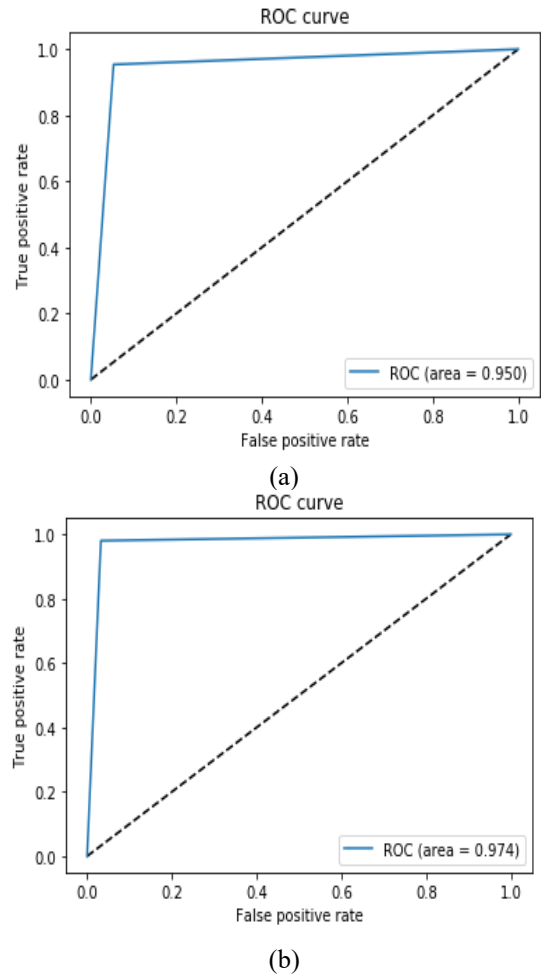 ROC curve
1.0
0.8
0.6
0.4
0.2
0.0
True positive rate
ROC (area = 0.950)
0.0 0.2 0.4 0.6 0.8 1.0
False positive rate
(a)
ROC curve
1.0
0.8
0.6
0.4
0.2
0.0
True positive rate
ROC (area = 0.974)
0.0 0.2 0.4 0.6 0.8 1.0
False positive rate
(b)